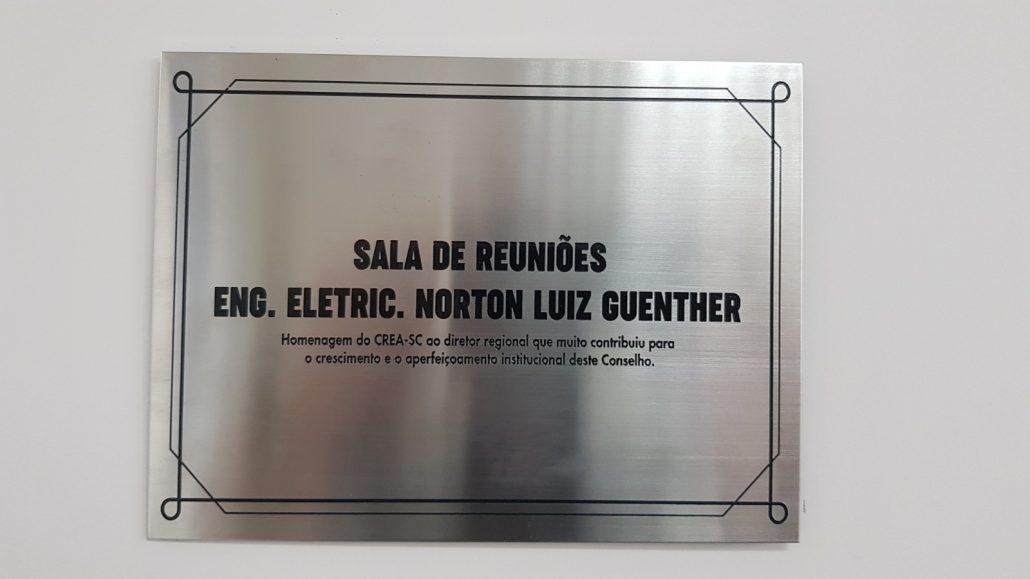 SALA DE REUNIÕES
ENG. ELETRIC. NORTON LUIZ GUENTHER
Homenagem do CREA-SC ao diretor regional que muito contribuiu para
o crescimento e o aperfeiçoamento institucional deste Conselho.